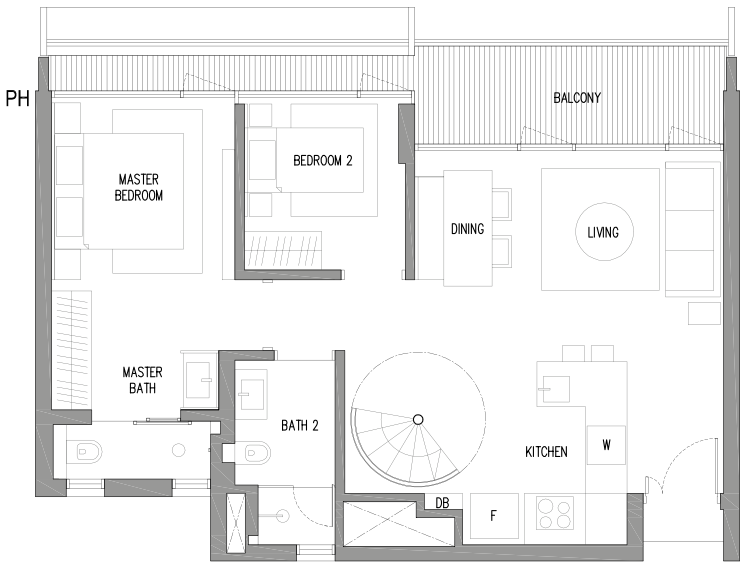 PH
BALCONY
MASTER
BEDROOM
BEDROOM 2
DINING
LIVING
MASTER
BATH
BATH 2
KITCHEN
W
DB
F